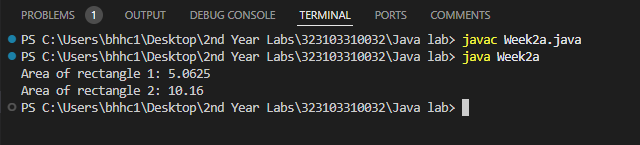 PROBLEMS 1 OUTPUT DEBUG CONSOLE TERMINAL PORTS COMMENTS
PS C:\Users\bhhc1\Desktop\2nd Year Labs\323103310032\Java lab> javac Week2a.java
PS C:\Users\bhhc1\Desktop\2nd Year Labs\323103310032\Java lab> java Week2a
Area of rectangle 1: 5.0625
Area of rectangle 2: 10.16
PS C:\Users\bhhc1\Desktop\2nd Year Labs\323103310032\Java lab>